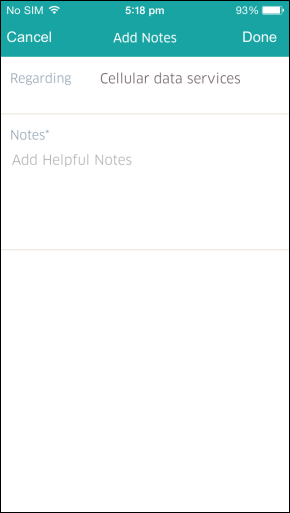 No SIM 5:18 pm 93%
Cancel Add Notes Done
Regarding Cellular data services
Notes*
Add Helpful Notes